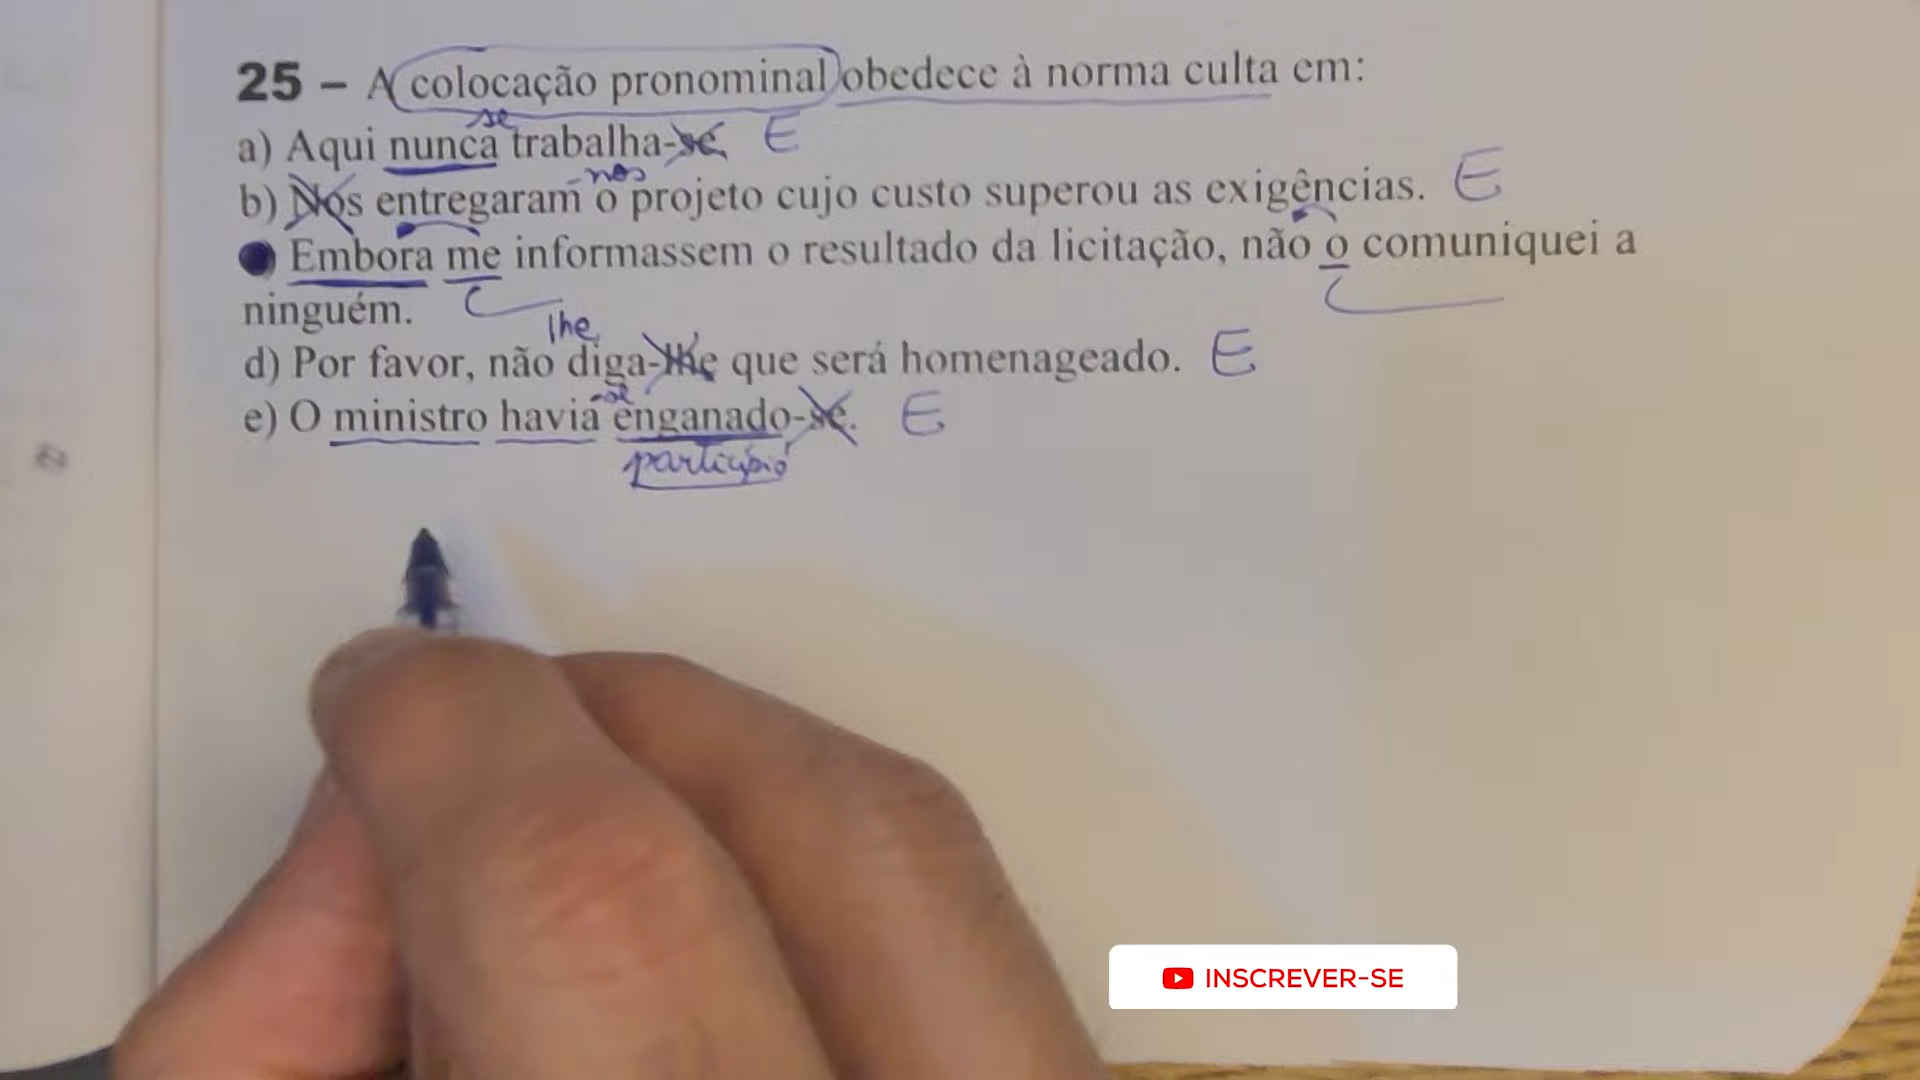 25 – A colocação pronominal obedece à norma culta em:
se
a) Aqui nunca trabalha-se. E
-nos
b) Nos entregaram o projeto cujo custo superou as exigências. E
Embora me informassem o resultado da licitação, não o comuniquei a
ninguém.
lhe
d) Por favor, não diga-lhe que será homenageado. E
-se
e) O ministro havia enganado-se. E
particípio
INSCREVER-SE